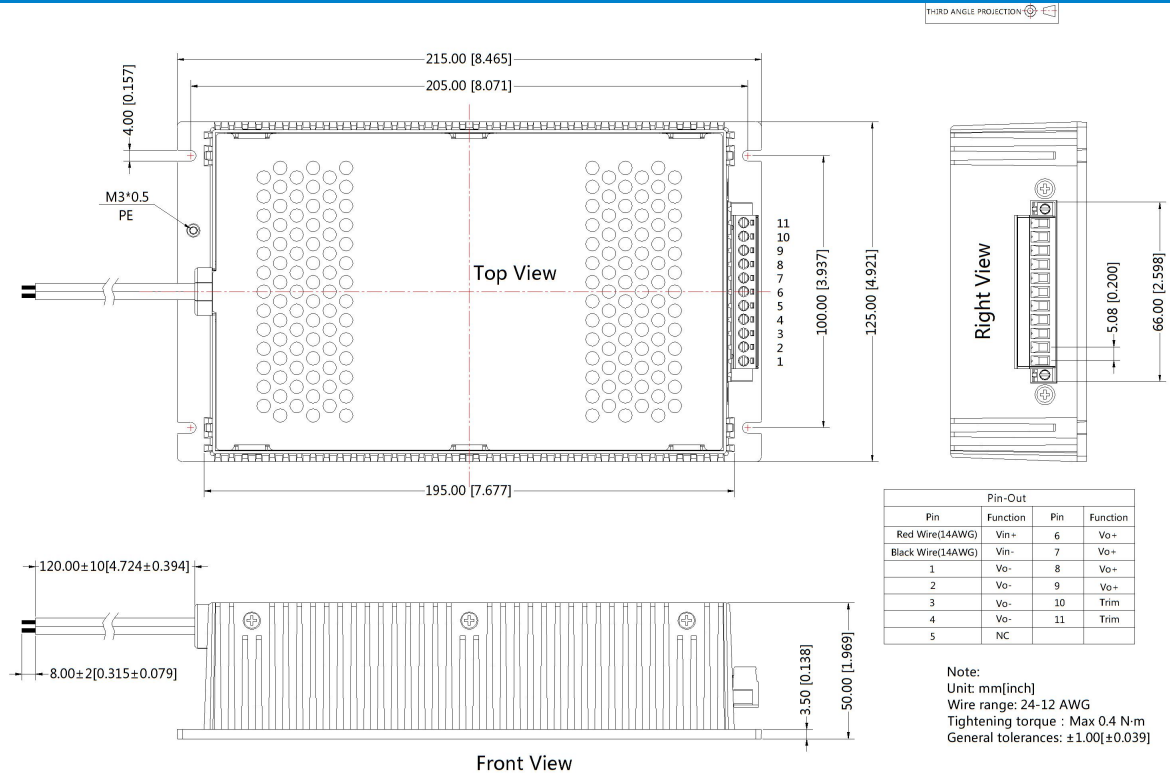 THIRD ANGLE PROJECTION
215.00 [8.465]
205.00 [8.071]
4.00 [0.157]
M3*0.5
PE
Top View
11
10
9
8
7
6
5
4
3
2
1
100.00 [3.937]
125.00 [4.921]
Right View
5.08 [0.200]
66.00 [2.598]
195.00 [7.677]
Pin-Out
Pin Function Pin Function
Red Wire(14AWG) Vin+ 6 Vo+
Black Wire(14AWG) Vin- 7 Vo+
1 Vo- 8 Vo+
2 Vo- 9 Vo+
3 Vo- 10 Trim
4 Vo- 11 Trim
5 NC
120.00±10[4.724±0.394]
8.00±2[0.315±0.079]
3.50 [0.138]
50.00 [1.969]
Front View
Note:
Unit: mm[inch]
Wire range: 24-12 AWG
Tightening torque : Max 0.4 N·m
General tolerances: ±1.00[±0.039]